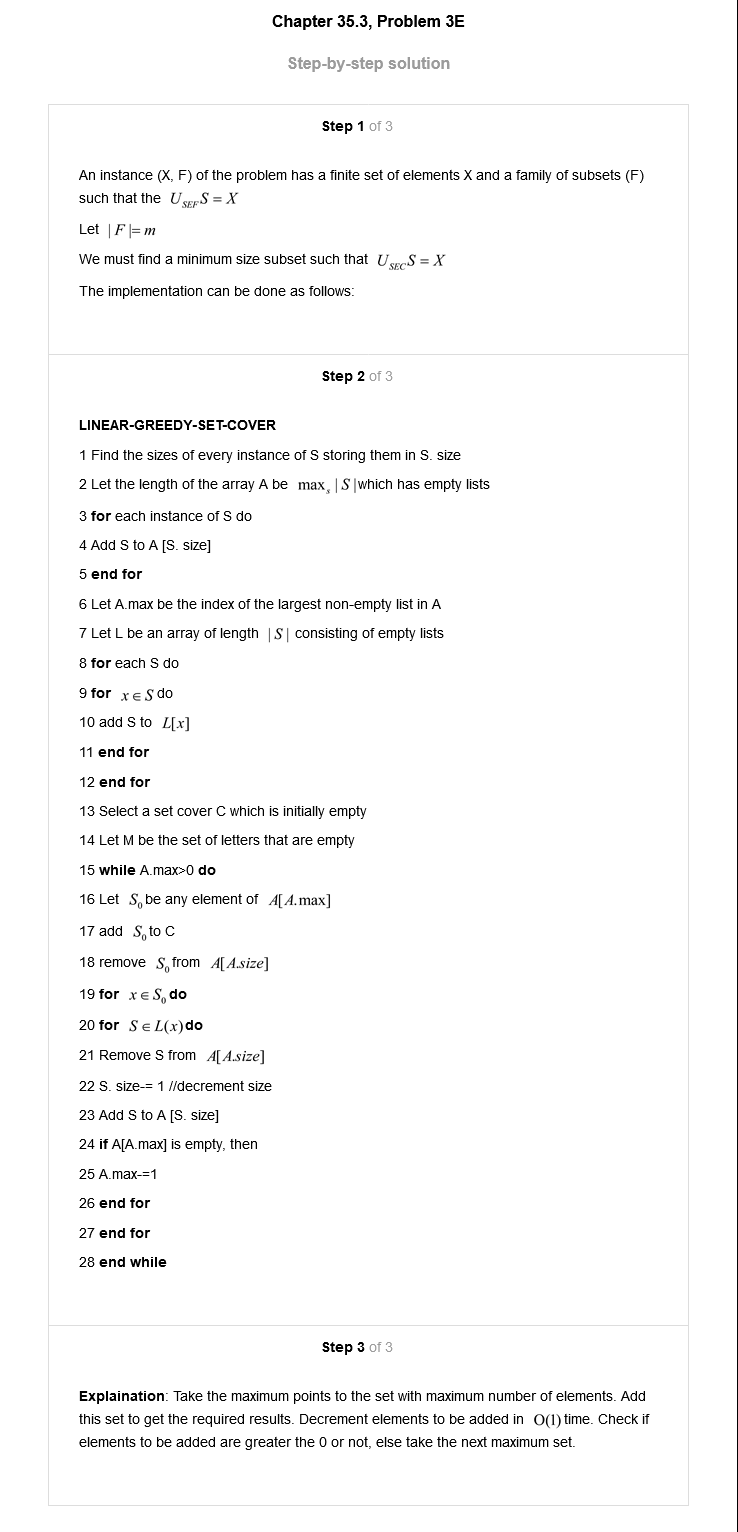 Chapter 35.3, Problem 3E
Step-by-step solution
Step 1 of 3
An instance (X, F) of the problem has a finite set of elements X and a family of subsets (F)
such that the U_SEF S = X
Let |F|= m
We must find a minimum size subset such that U_SEC S = X
The implementation can be done as follows:
Step 2 of 3
LINEAR-GREEDY-SET-COVER
1 Find the sizes of every instance of S storing them in S. size
2 Let the length of the array A be max_s |S| which has empty lists
3 for each instance of S do
4 Add S to A [S. size]
5 end for
6 Let A.max be the index of the largest non-empty list in A
7 Let L be an array of length |S| consisting of empty lists
8 for each S do
9 for x ∈ S do
10 add S to L[x]
11 end for
12 end for
13 Select a set cover C which is initially empty
14 Let M be the set of letters that are empty
15 while A.max>0 do
16 Let S₀ be any element of A[A.max]
17 add S₀ to C
18 remove S₀ from A[A.size]
19 for x ∈ S₀ do
20 for S ∈ L(x) do
21 Remove S from A[A.size]
22 S. size-= 1 //decrement size
23 Add S to A [S. size]
24 if A[A.max] is empty, then
25 A.max-=1
26 end for
27 end for
28 end while
Step 3 of 3
Explaination: Take the maximum points to the set with maximum number of elements. Add
this set to get the required results. Decrement elements to be added in O(1) time. Check if
elements to be added are greater the 0 or not, else take the next maximum set.